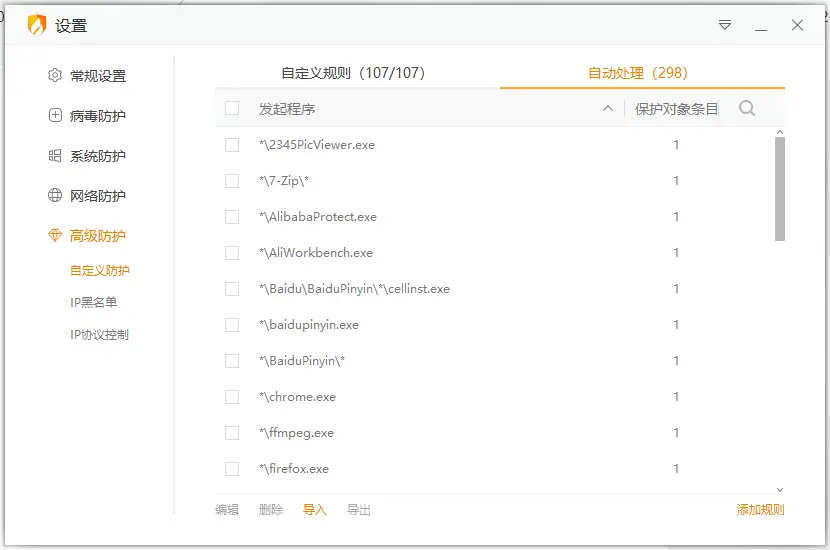 设置
常规设置
病毒防护
系统防护
网络防护
高级防护
自定义防护
IP黑名单
IP协议控制
自定义规则（107/107） 自动处理（298）
发起程序 保护对象条目
*\2345PicViewer.exe 1
*\7-Zip\* 1
*\AlibabaProtect.exe 1
*\AliWorkbench.exe 1
*\Baidu\BaiduPinyin\*\cellinst.exe 1
*\baidupinyin.exe 1
*\BaiduPinyin\* 1
*\chrome.exe 1
*\ffmpeg.exe 1
*\firefox.exe 1
编辑 删除 导入 导出 添加规则